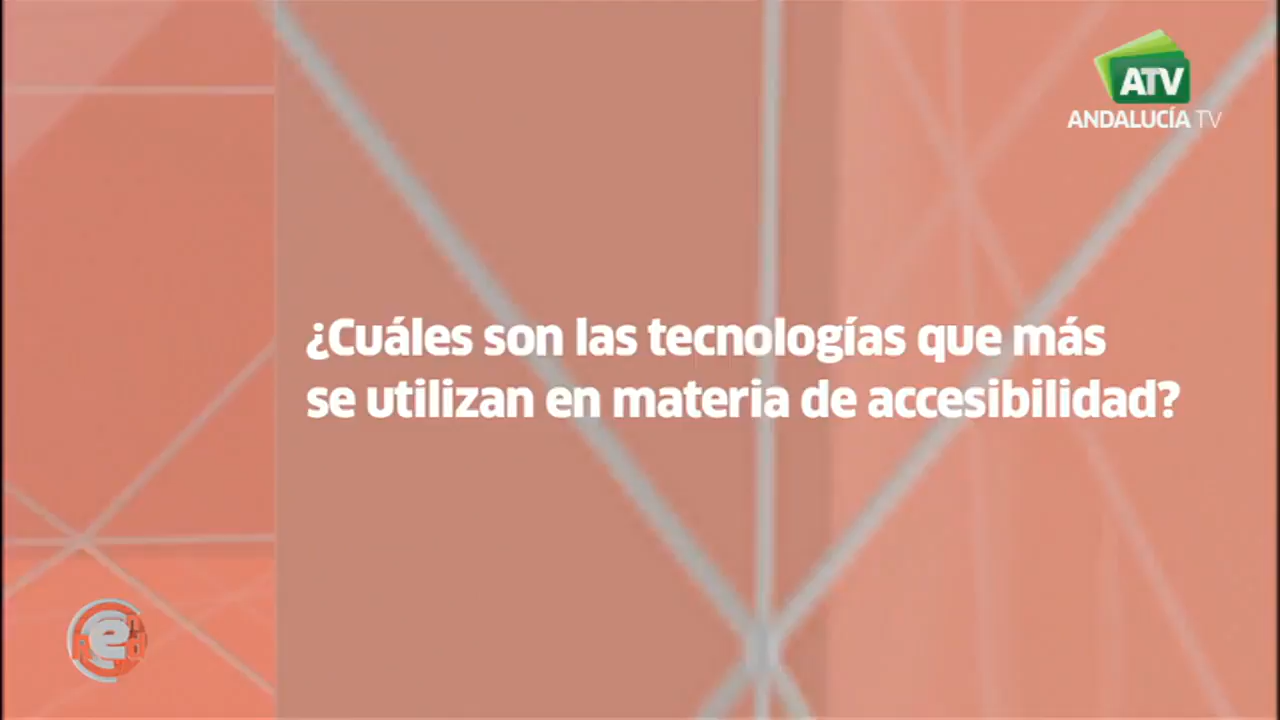 ATV
ANDALUCÍA TV
¿Cuáles son las tecnologías que más
se utilizan en materia de accesibilidad?